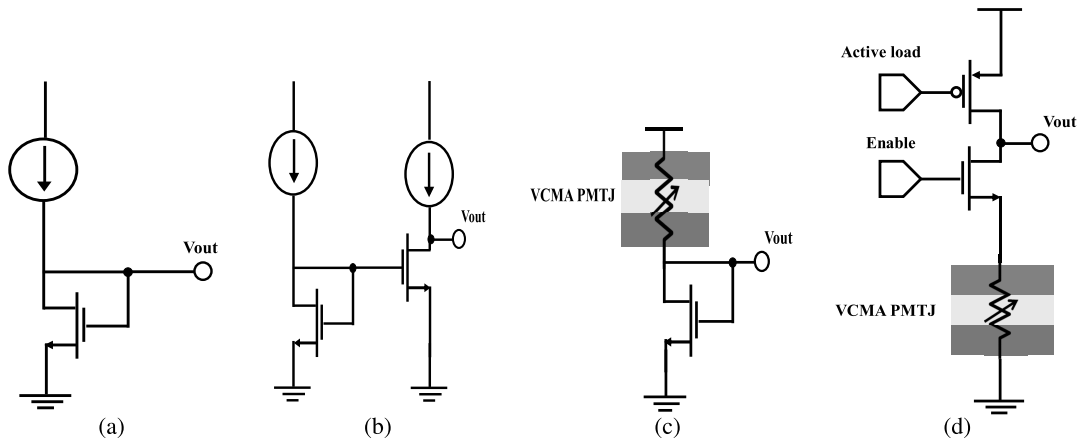 Active load
Vout
Enable
Vout
Vout
VCMA PMTJ
Vout
VCMA PMTJ
(a)
(b)
(c)
(d)